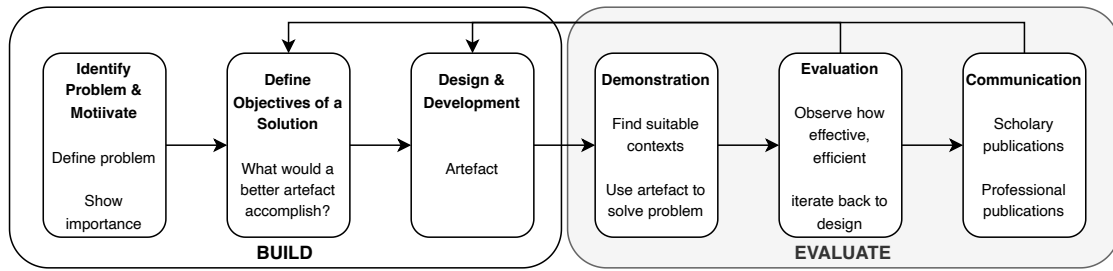 Identify
Problem &
Motiivate
Define problem
Show
importance
Define
Objectives of a
Solution
What would a
better artefact
accomplish?
Design &
Development
Artefact
BUILD
Demonstration
Find suitable
contexts
Use artefact to
solve problem
Evaluation
Observe how
effective,
efficient
iterate back to
design
Communication
Scholary
publications
Professional
publications
EVALUATE